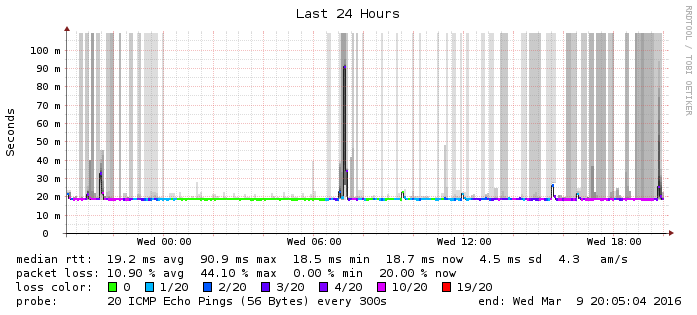 Last 24 Hours
RRDTOOL / TOBI OETIKER
Seconds
100 m
90 m
80 m
70 m
60 m
50 m
40 m
30 m
20 m
10 m
0
Wed 00:00 Wed 06:00 Wed 12:00 Wed 18:00
median rtt: 19.2 ms avg 90.9 ms max 18.5 ms min 18.7 ms now 4.5 ms sd 4.3 am/s
packet loss: 10.90 % avg 44.10 % max 0.00 % min 20.00 % now
loss color: 0 1/20 2/20 3/20 4/20 10/20 19/20
probe: 20 ICMP Echo Pings (56 Bytes) every 300s end: Wed Mar 9 20:05:04 2016